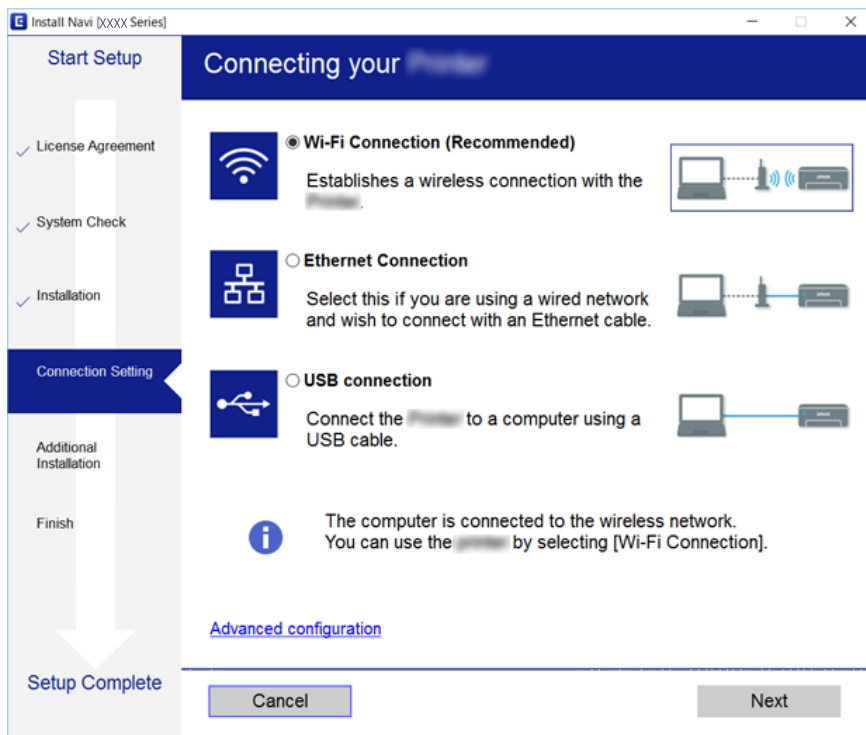 E Install Navi [XXXX Series]
Start Setup
License Agreement
System Check
Installation
Connection Setting
Additional
Installation
Finish
Setup Complete
Connecting your
Wi-Fi Connection (Recommended)
Establishes a wireless connection with the
.
Ethernet Connection
Select this if you are using a wired network
and wish to connect with an Ethernet cable.
USB connection
Connect the to a computer using a
USB cable.
i
The computer is connected to the wireless network.
You can use the by selecting [Wi-Fi Connection].
Advanced configuration
Cancel
Next